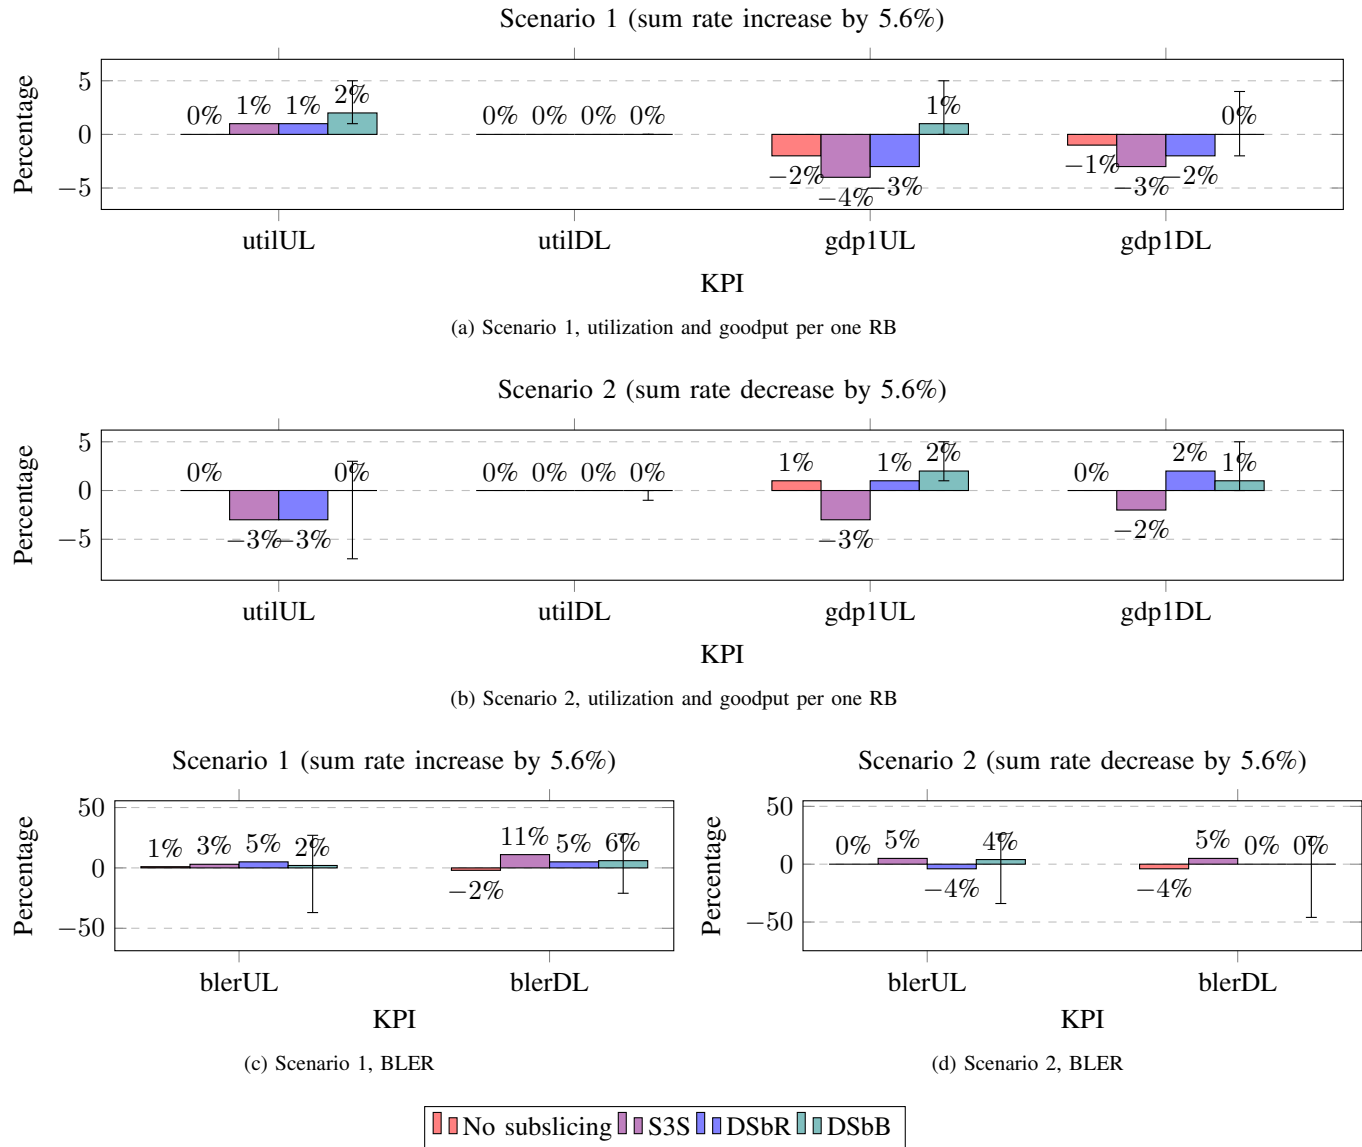 Scenario 1 (sum rate increase by 5.6%)
5
0
−5
Percentage
0% 1% 1% 2% 0% 0% 0% 0% −2% −4% −3% 1% −1% −3% −2% 0%
utilUL utilDL gdp1UL gdp1DL
KPI
(a) Scenario 1, utilization and goodput per one RB
Scenario 2 (sum rate decrease by 5.6%)
5
0
−5
Percentage
0% −3% −3% 0% 0% 0% 0% 0% 1% −3% 1% 2% 0% −2% 2% 1%
utilUL utilDL gdp1UL gdp1DL
KPI
(b) Scenario 2, utilization and goodput per one RB
Scenario 1 (sum rate increase by 5.6%)
50
0
−50
Percentage
1% 3% 5% 2% −2% 11% 5% 6%
blerUL blerDL
KPI
(c) Scenario 1, BLER
Scenario 2 (sum rate decrease by 5.6%)
50
0
−50
Percentage
0% 5% −4% 4% −4% 5% 0% 0%
blerUL blerDL
KPI
(d) Scenario 2, BLER
No subslicing S3S DSbR DSbB